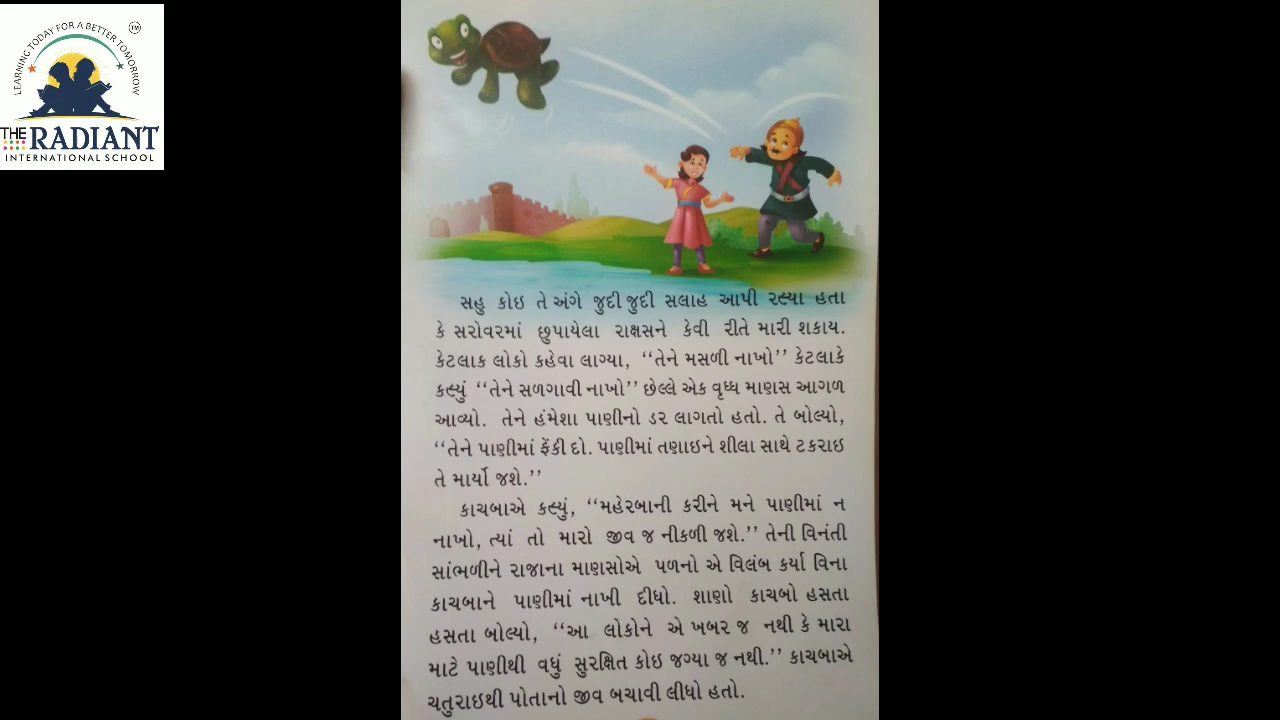 LEARNING TODAY FOR A BETTER TOMORROW
TM
THE RADIANT
INTERNATIONAL SCHOOL
સહુ કોઇ તે અંગે જુદી જુદી સલાહ આપી રહ્યા હતા
કે સરોવરમાં છુપાયેલા રાક્ષસને કેવી રીતે મારી શકાય.
કેટલાક લોકો કહેવા લાગ્યા, ‘‘તેને મસળી નાખો’’ કેટલાકે
કહ્યું ‘‘તેને સળગાવી નાખો’’ છેલ્લે એક વૃધ્ધ માણસ આગળ
આવ્યો. તેને હંમેશા પાણીનો ડર લાગતો હતો. તે બોલ્યો,
‘‘તેને પાણીમાં ફેંકી દો. પાણીમાં તણાઇને શીલા સાથે ટકરાઇ
તે માર્યો જશે.’’
કાચબાએ કહ્યું, ‘‘મહેરબાની કરીને મને પાણીમાં ન
નાખો, ત્યાં તો મારો જીવ જ નીકળી જશે.’’ તેની વિનંતી
સાંભળીને રાજાના માણસોએ પળનો એ વિલંબ કર્યા વિના
કાચબાને પાણીમાં નાખી દીધો. શાણો કાચબો હસતા
હસતા બોલ્યો, ‘‘આ લોકોને એ ખબર જ નથી કે મારા
માટે પાણીથી વધું સુરક્ષિત કોઇ જગ્યા જ નથી.’’ કાચબાએ
ચતુરાઇથી પોતાનો જીવ બચાવી લીધો હતો.